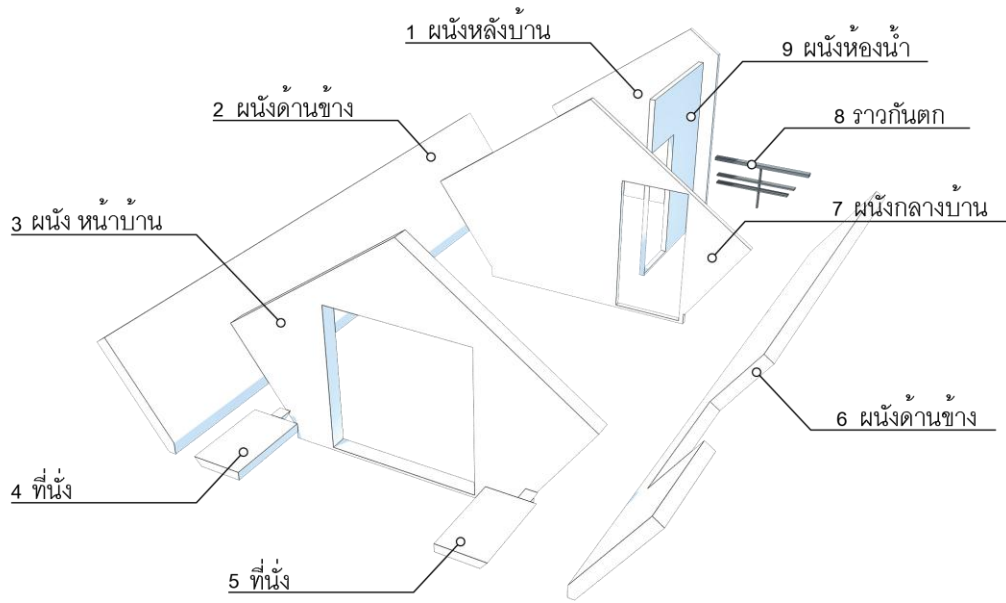 1 ผนังหลังบ้าน
9 ผนังห้องน้ำ
2 ผนังด้านข้าง
8 ราวกันตก
3 ผนัง หน้าบ้าน
7 ผนังกลางบ้าน
6 ผนังด้านข้าง
4 ที่นั่ง
5 ที่นั่ง